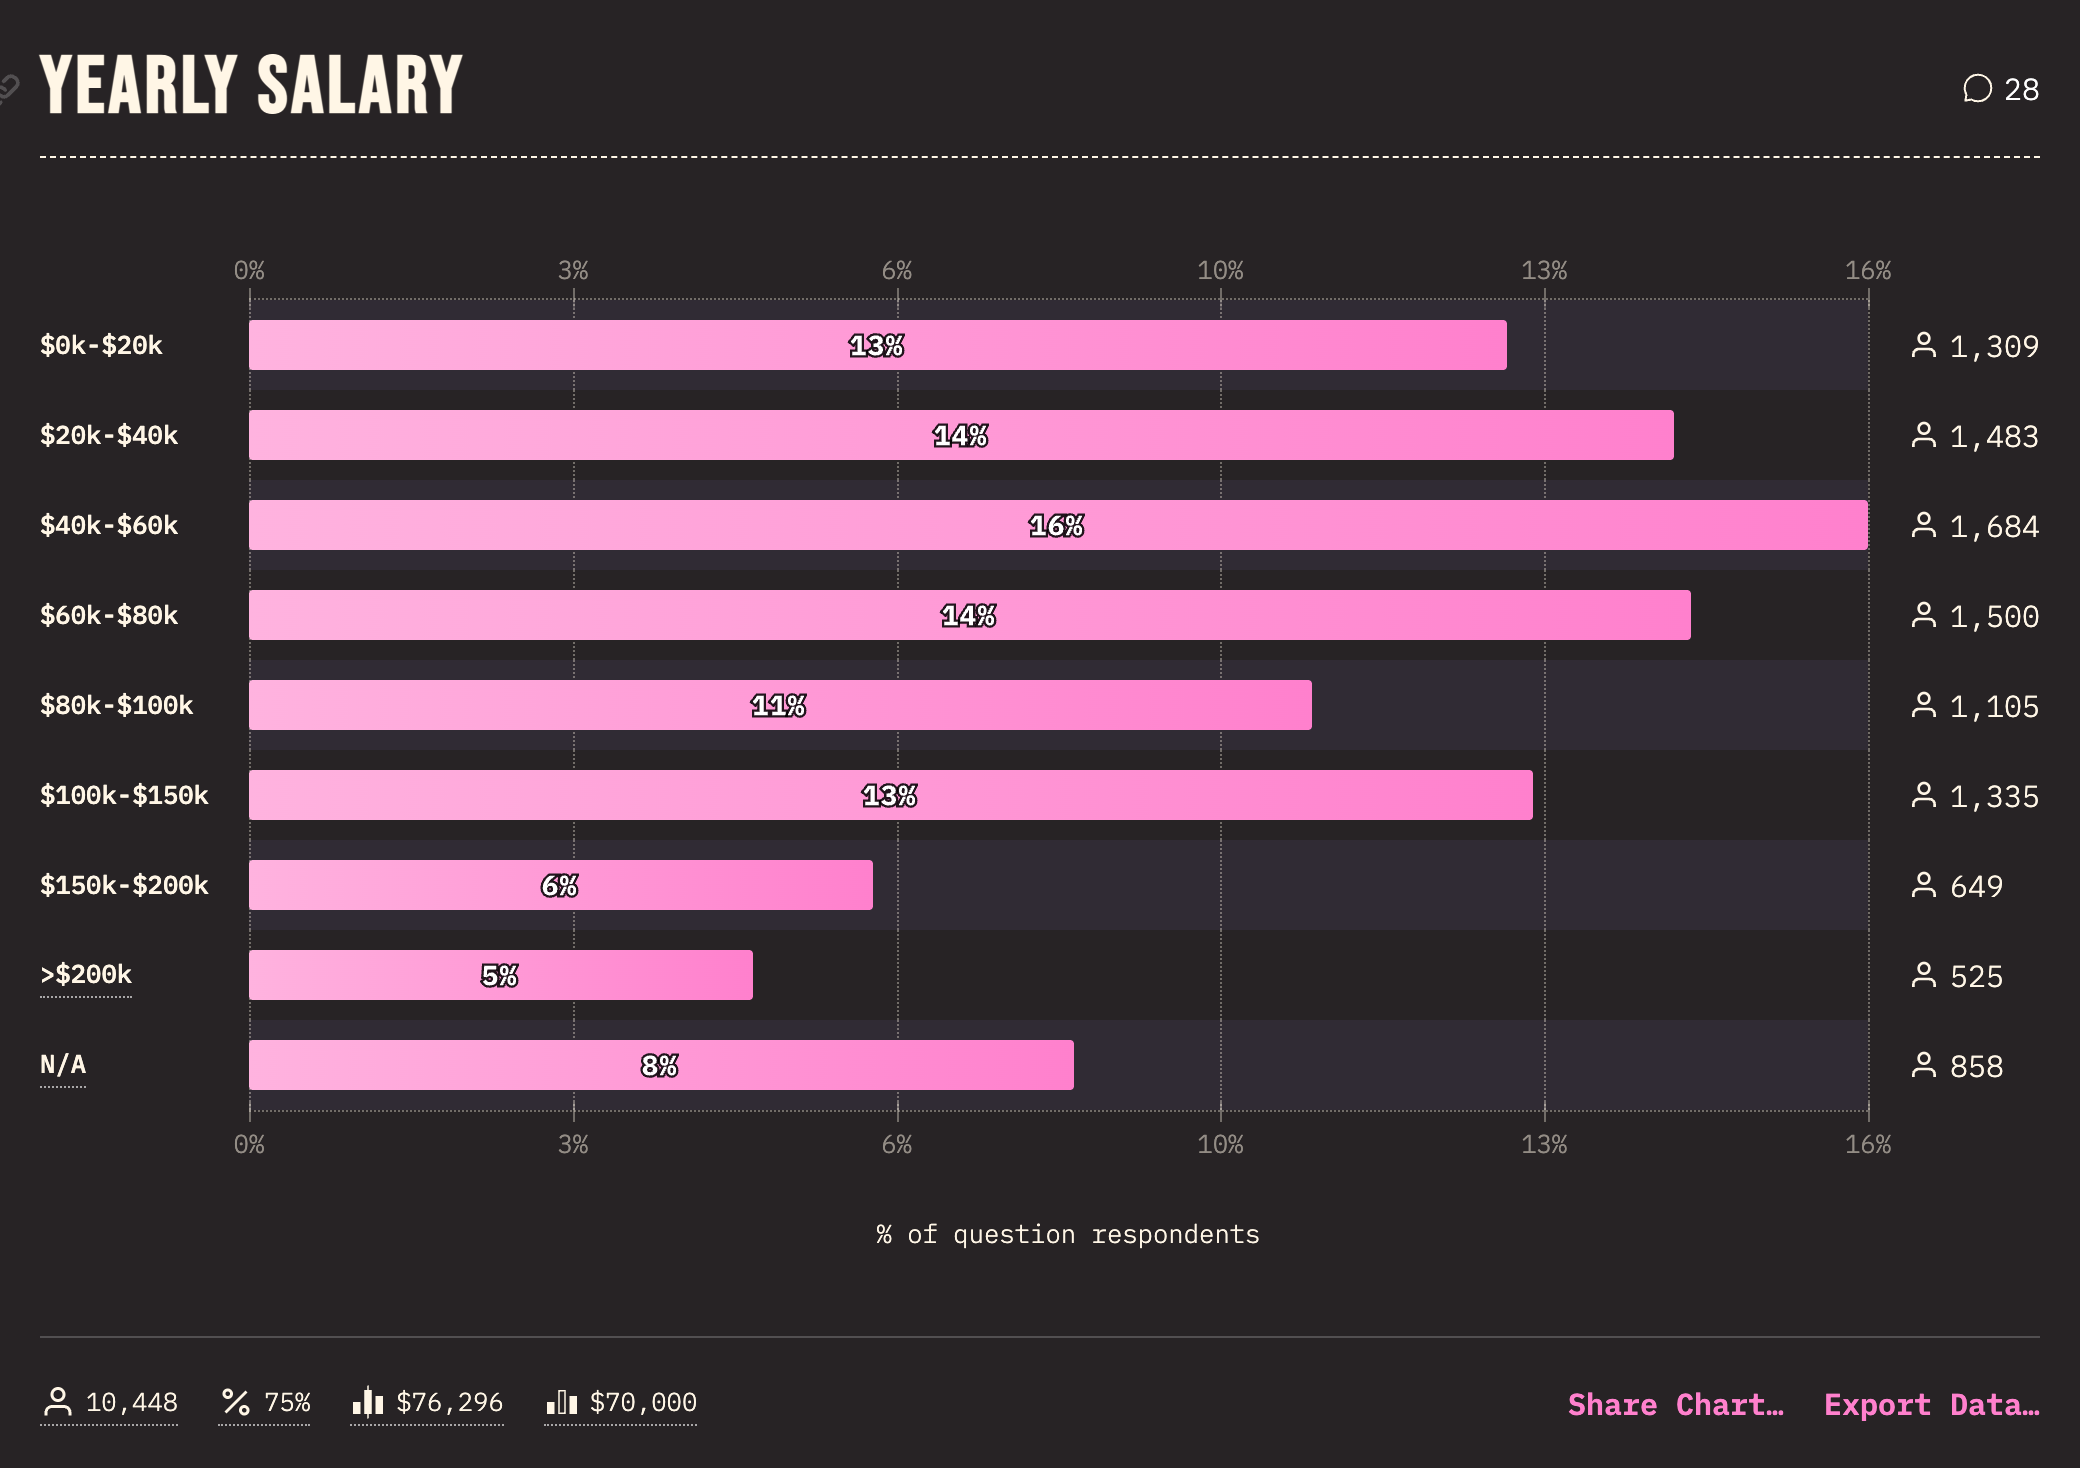 YEARLY SALARY
28
0% 3% 6% 10% 13% 16%
$0k-$20k 13% 1,309
$20k-$40k 14% 1,483
$40k-$60k 16% 1,684
$60k-$80k 14% 1,500
$80k-$100k 11% 1,105
$100k-$150k 13% 1,335
$150k-$200k 6% 649
>$200k 5% 525
N/A 8% 858
0% 3% 6% 10% 13% 16%
% of question respondents
10,448 75% $76,296 $70,000 Share Chart… Export Data…